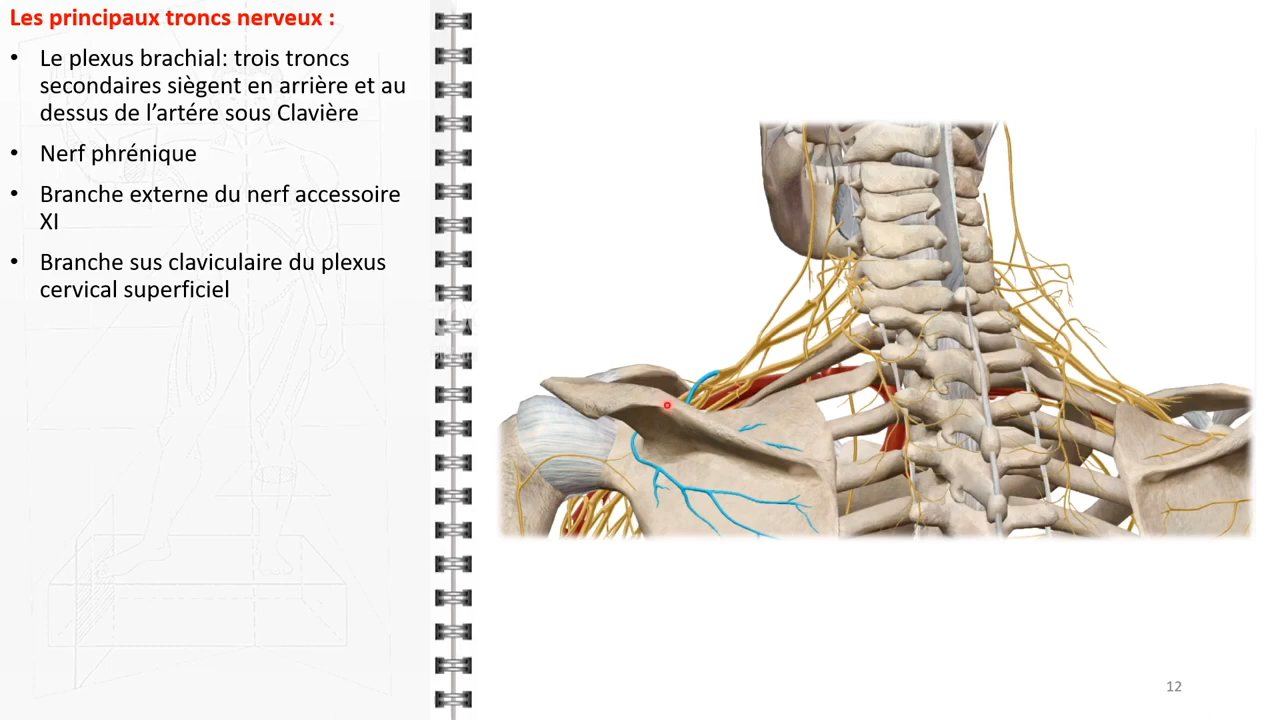 Les principaux troncs nerveux :
• Le plexus brachial: trois troncs
secondaires siègent en arrière et au
dessus de l’artére sous Clavière
• Nerf phrénique
• Branche externe du nerf accessoire
XI
• Branche sus claviculaire du plexus
cervical superficiel
12